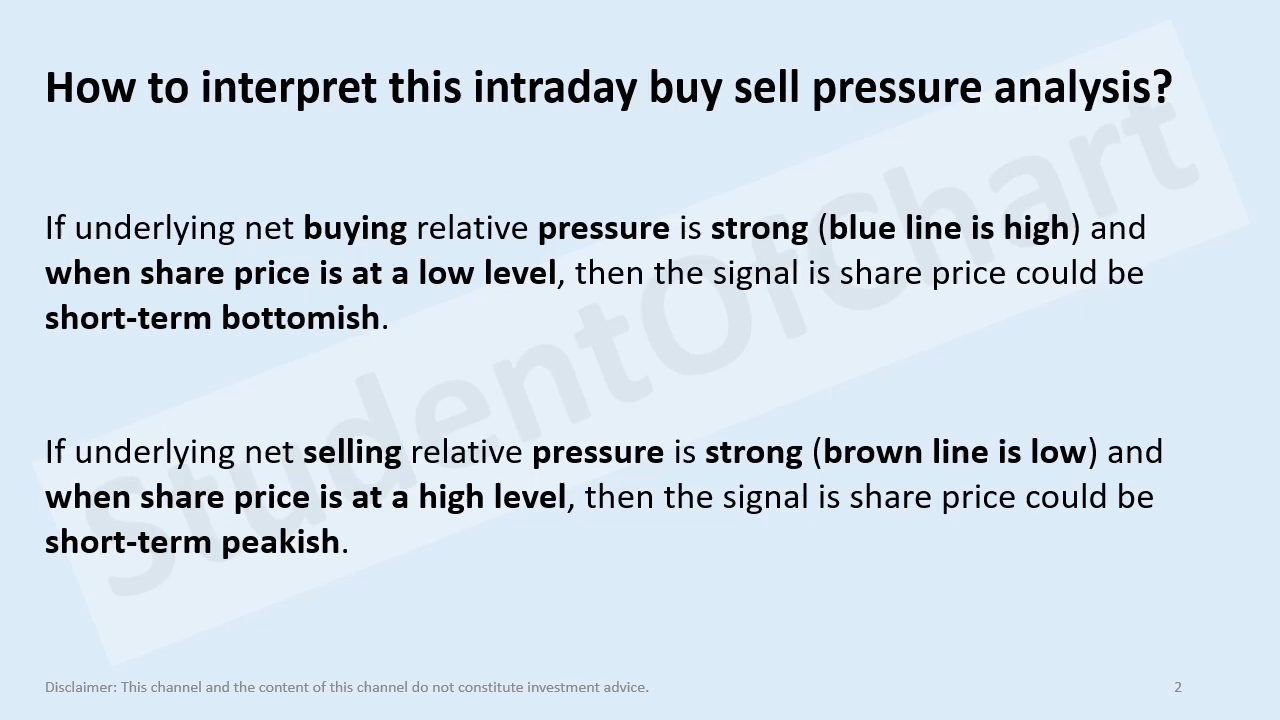 How to interpret this intraday buy sell pressure analysis?
If underlying net buying relative pressure is strong (blue line is high) and
when share price is at a low level, then the signal is share price could be
short-term bottomish.
If underlying net selling relative pressure is strong (brown line is low) and
when share price is at a high level, then the signal is share price could be
short-term peakish.
StudentOfChart
Disclaimer: This channel and the content of this channel do not constitute investment advice.
2